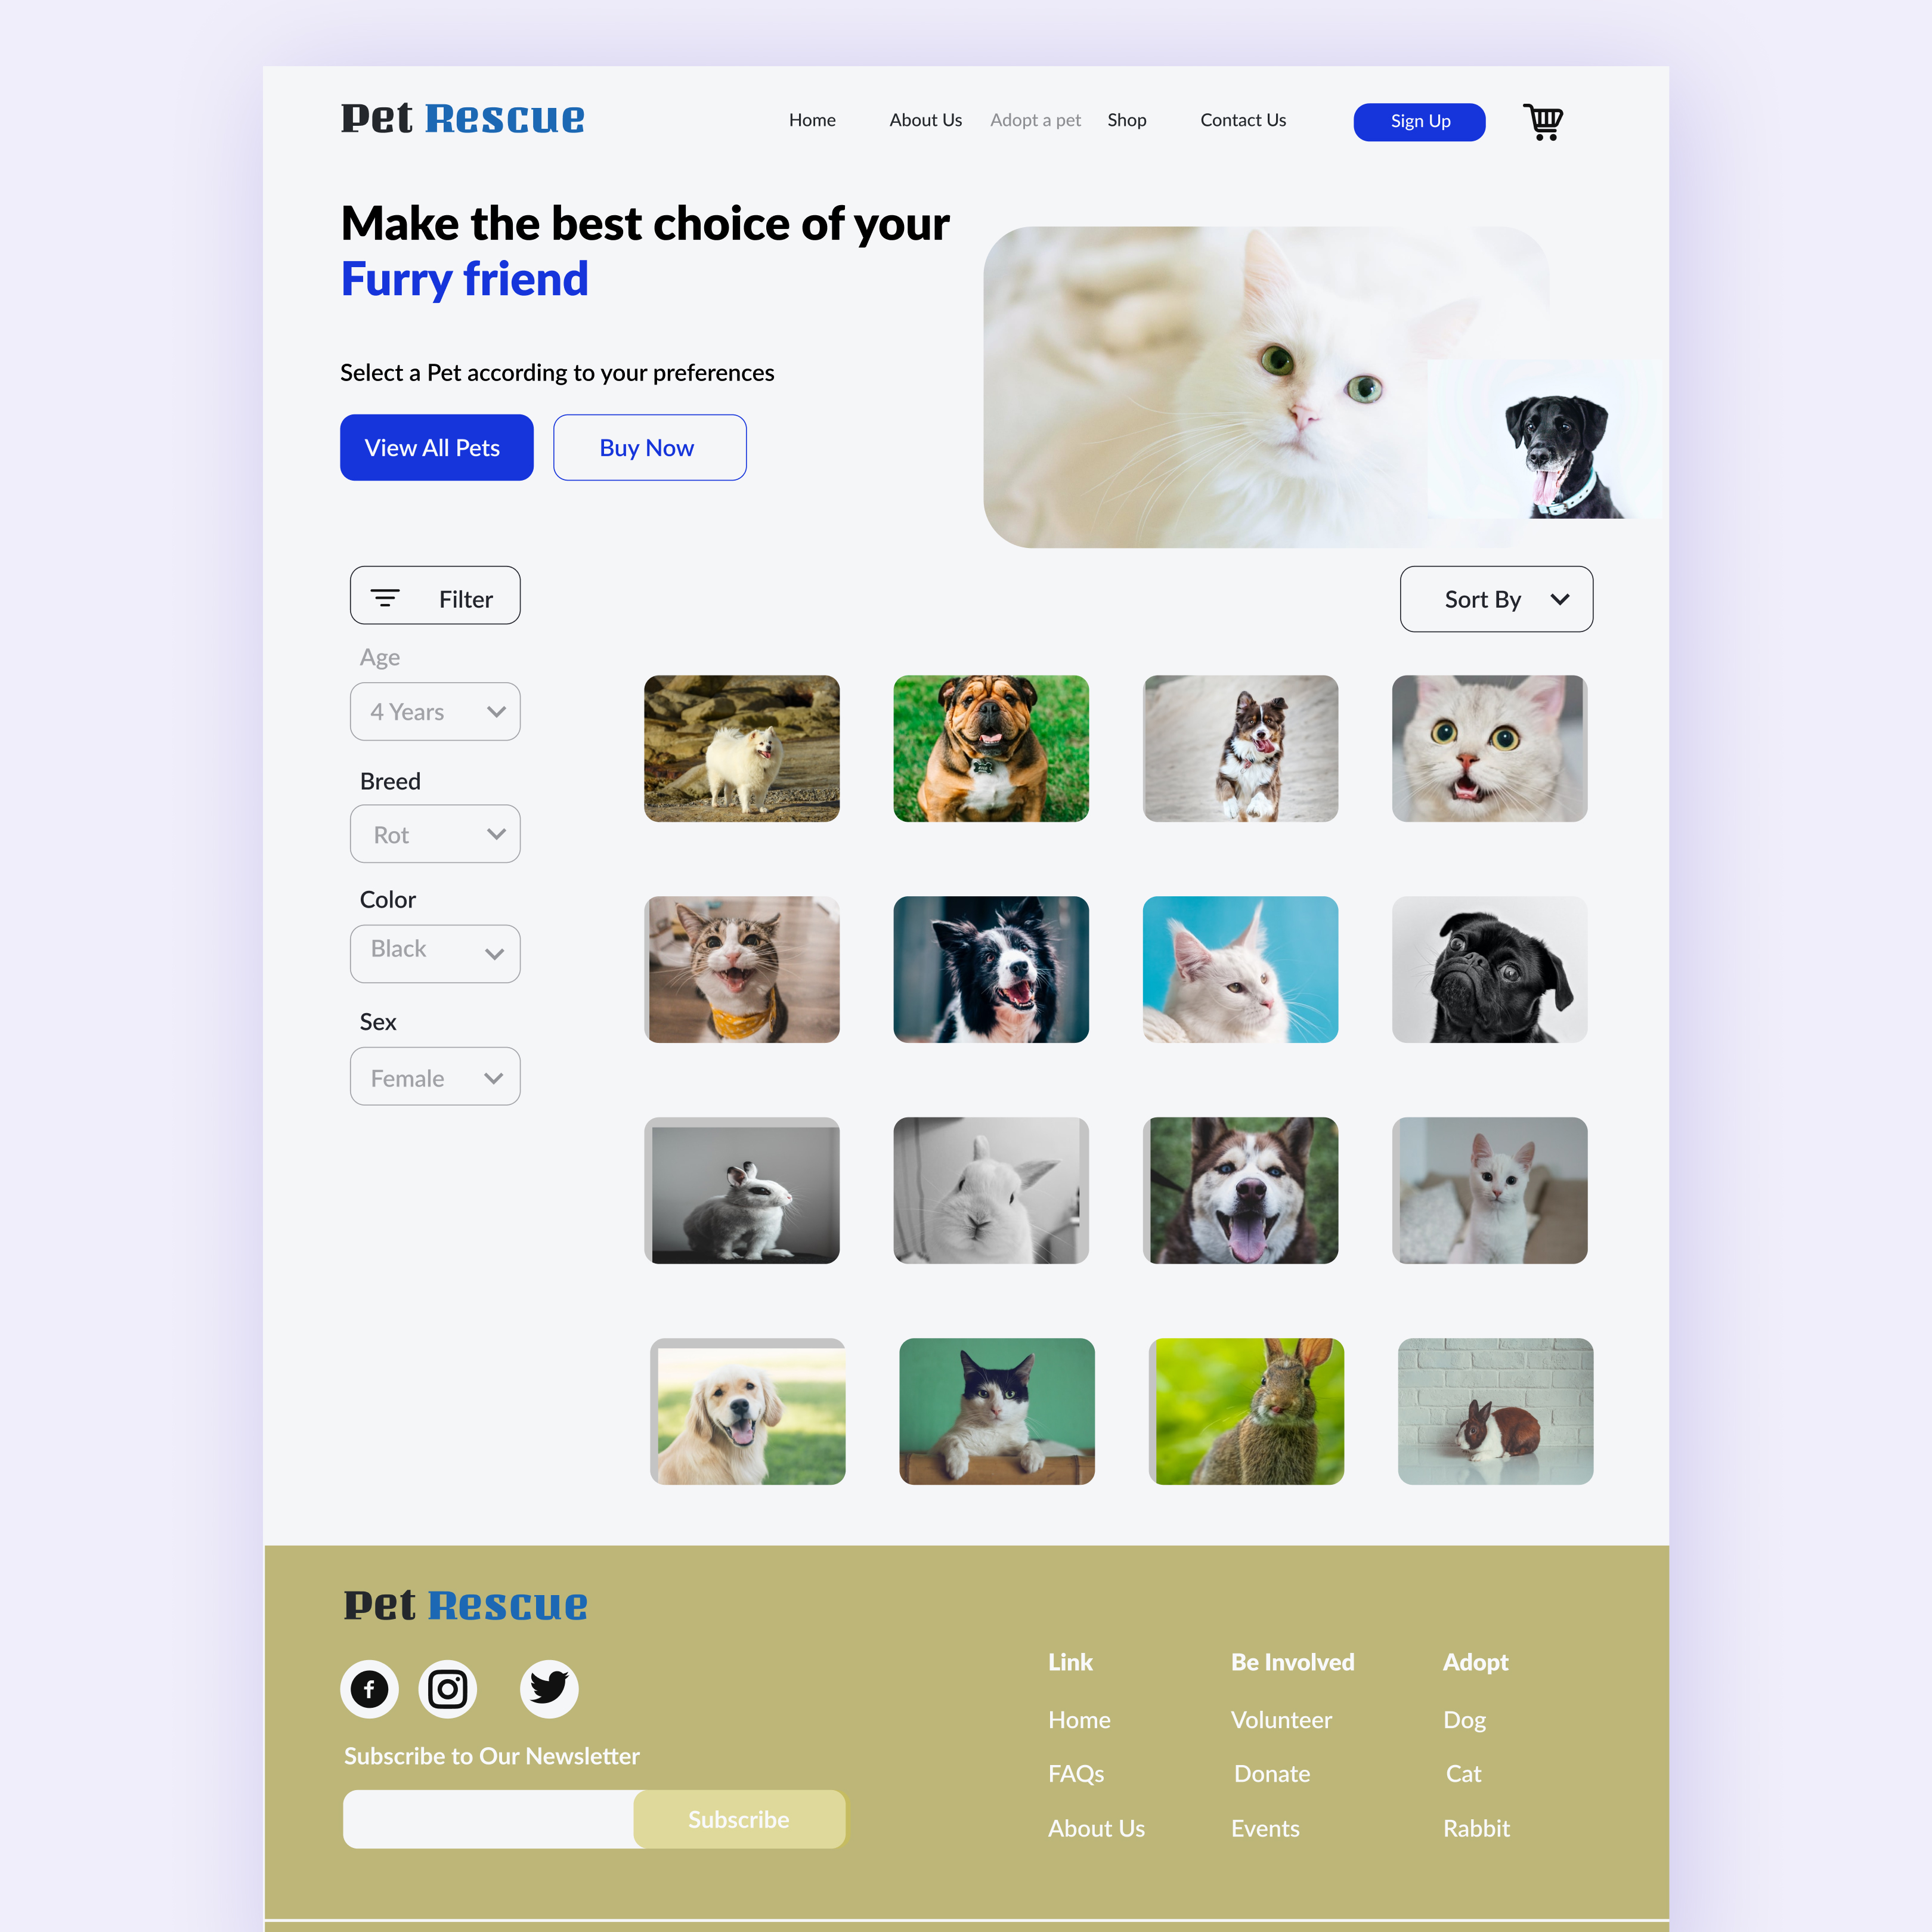 Pet Rescue
Home About Us Adopt a pet Shop Contact Us Sign Up
Make the best choice of your
Furry friend
Select a Pet according to your preferences
View All Pets Buy Now
Filter Sort By
Age
4 Years
Breed
Rot
Color
Black
Sex
Female
Pet Rescue
Subscribe to Our Newsletter
Subscribe
Link
Home
FAQs
About Us
Be Involved
Volunteer
Donate
Events
Adopt
Dog
Cat
Rabbit